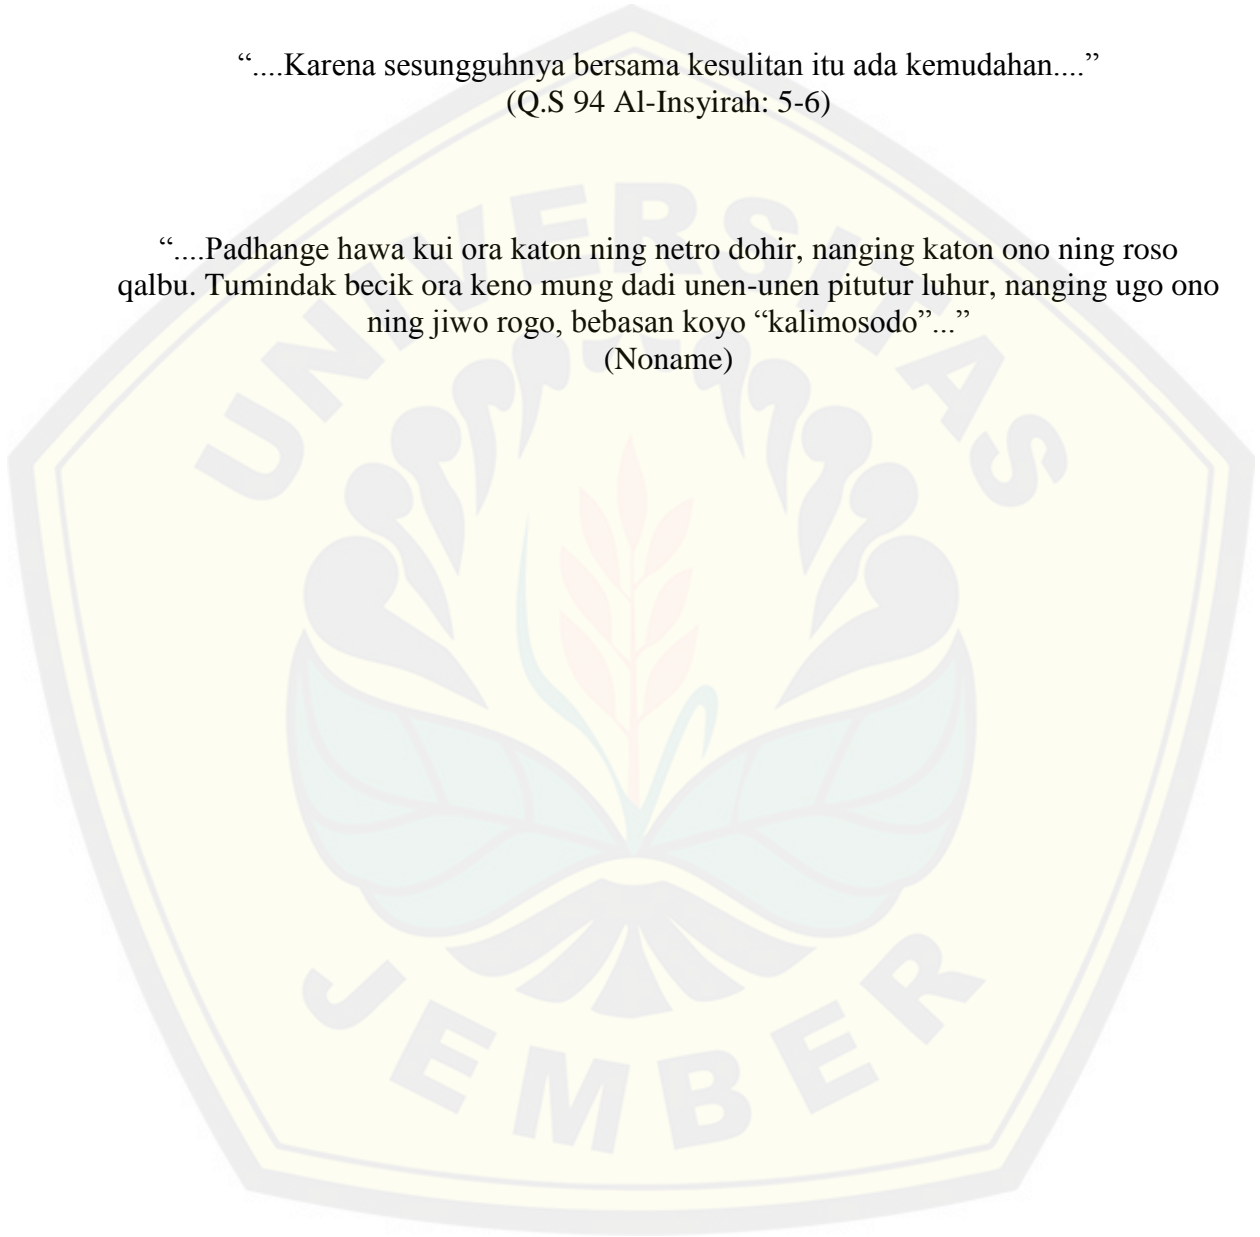 “....Karena sesungguhnya bersama kesulitan itu ada kemudahan....”
(Q.S 94 Al-Insyirah: 5-6)
“....Padhange hawa kui ora katon ning netro dohir, nanging katon ono ning roso
qalbu. Tumindak becik ora keno mung dadi unen-unen pitutur luhur, nanging ugo ono
ning jiwo rogo, bebasan koyo “kalimosodo”...”
(Noname)
UNIVERSITAS
JEMBER